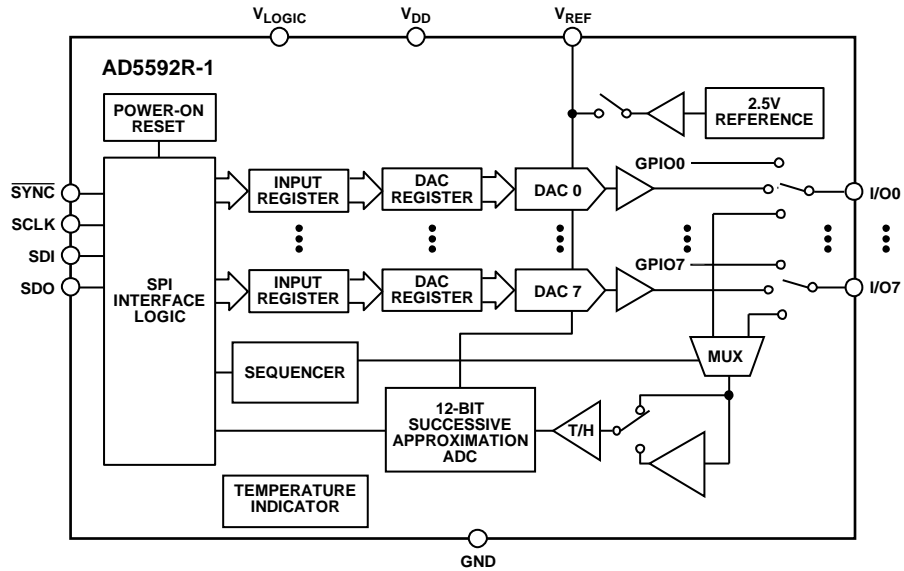 VLOGIC VDD VREF
AD5592R-1
POWER-ON
RESET
2.5V
REFERENCE
SYNC
SCLK
SDI
SDO
SPI
INTERFACE
LOGIC
INPUT
REGISTER
DAC
REGISTER
DAC 0
GPIO0
I/O0
INPUT
REGISTER
DAC
REGISTER
DAC 7
GPIO7
I/O7
SEQUENCER
MUX
12-BIT
SUCCESSIVE
APPROXIMATION
ADC
T/H
TEMPERATURE
INDICATOR
GND